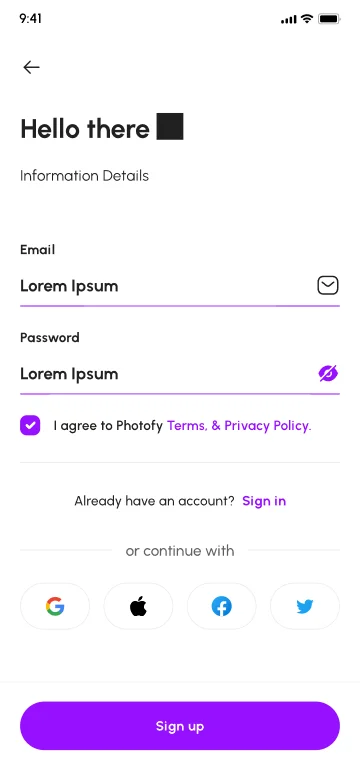 9:41
Hello there
Information Details
Email
Lorem Ipsum
Password
Lorem Ipsum
I agree to Photofy Terms, & Privacy Policy.
Already have an account? Sign in
or continue with
Sign up